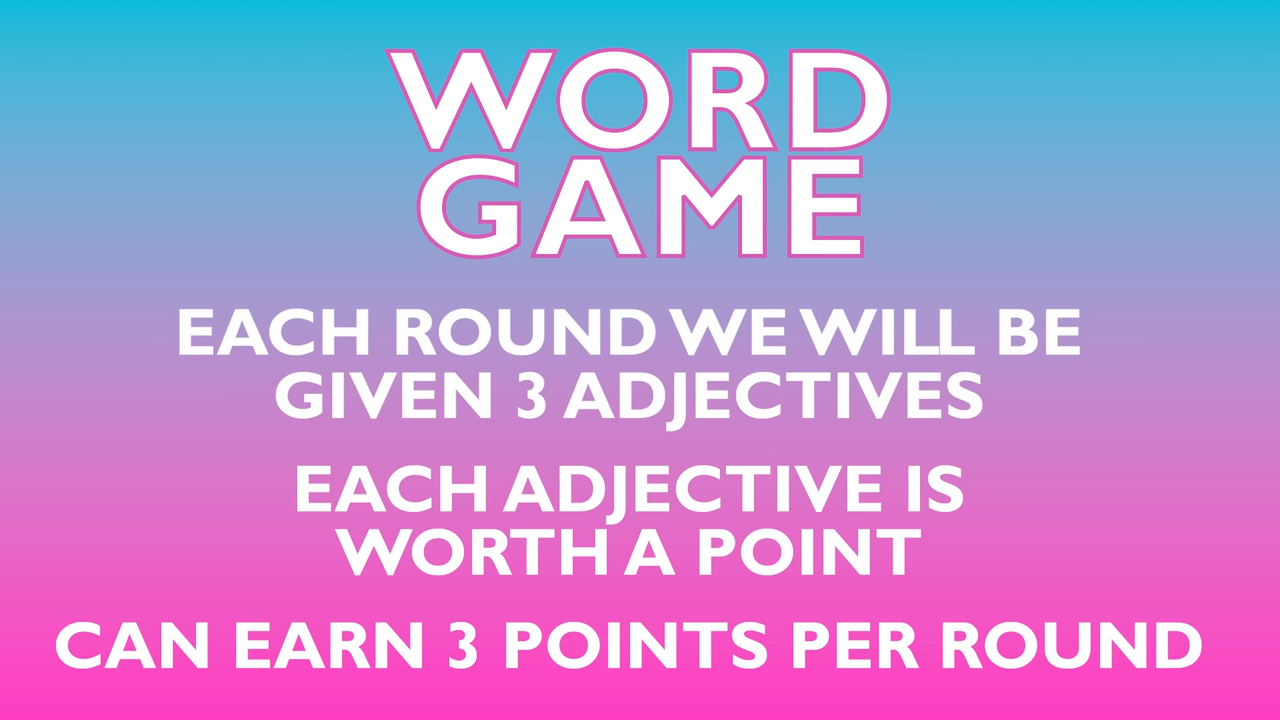 WORD
GAME
EACH ROUND WE WILL BE
GIVEN 3 ADJECTIVES
EACH ADJECTIVE IS
WORTH A POINT
CAN EARN 3 POINTS PER ROUND